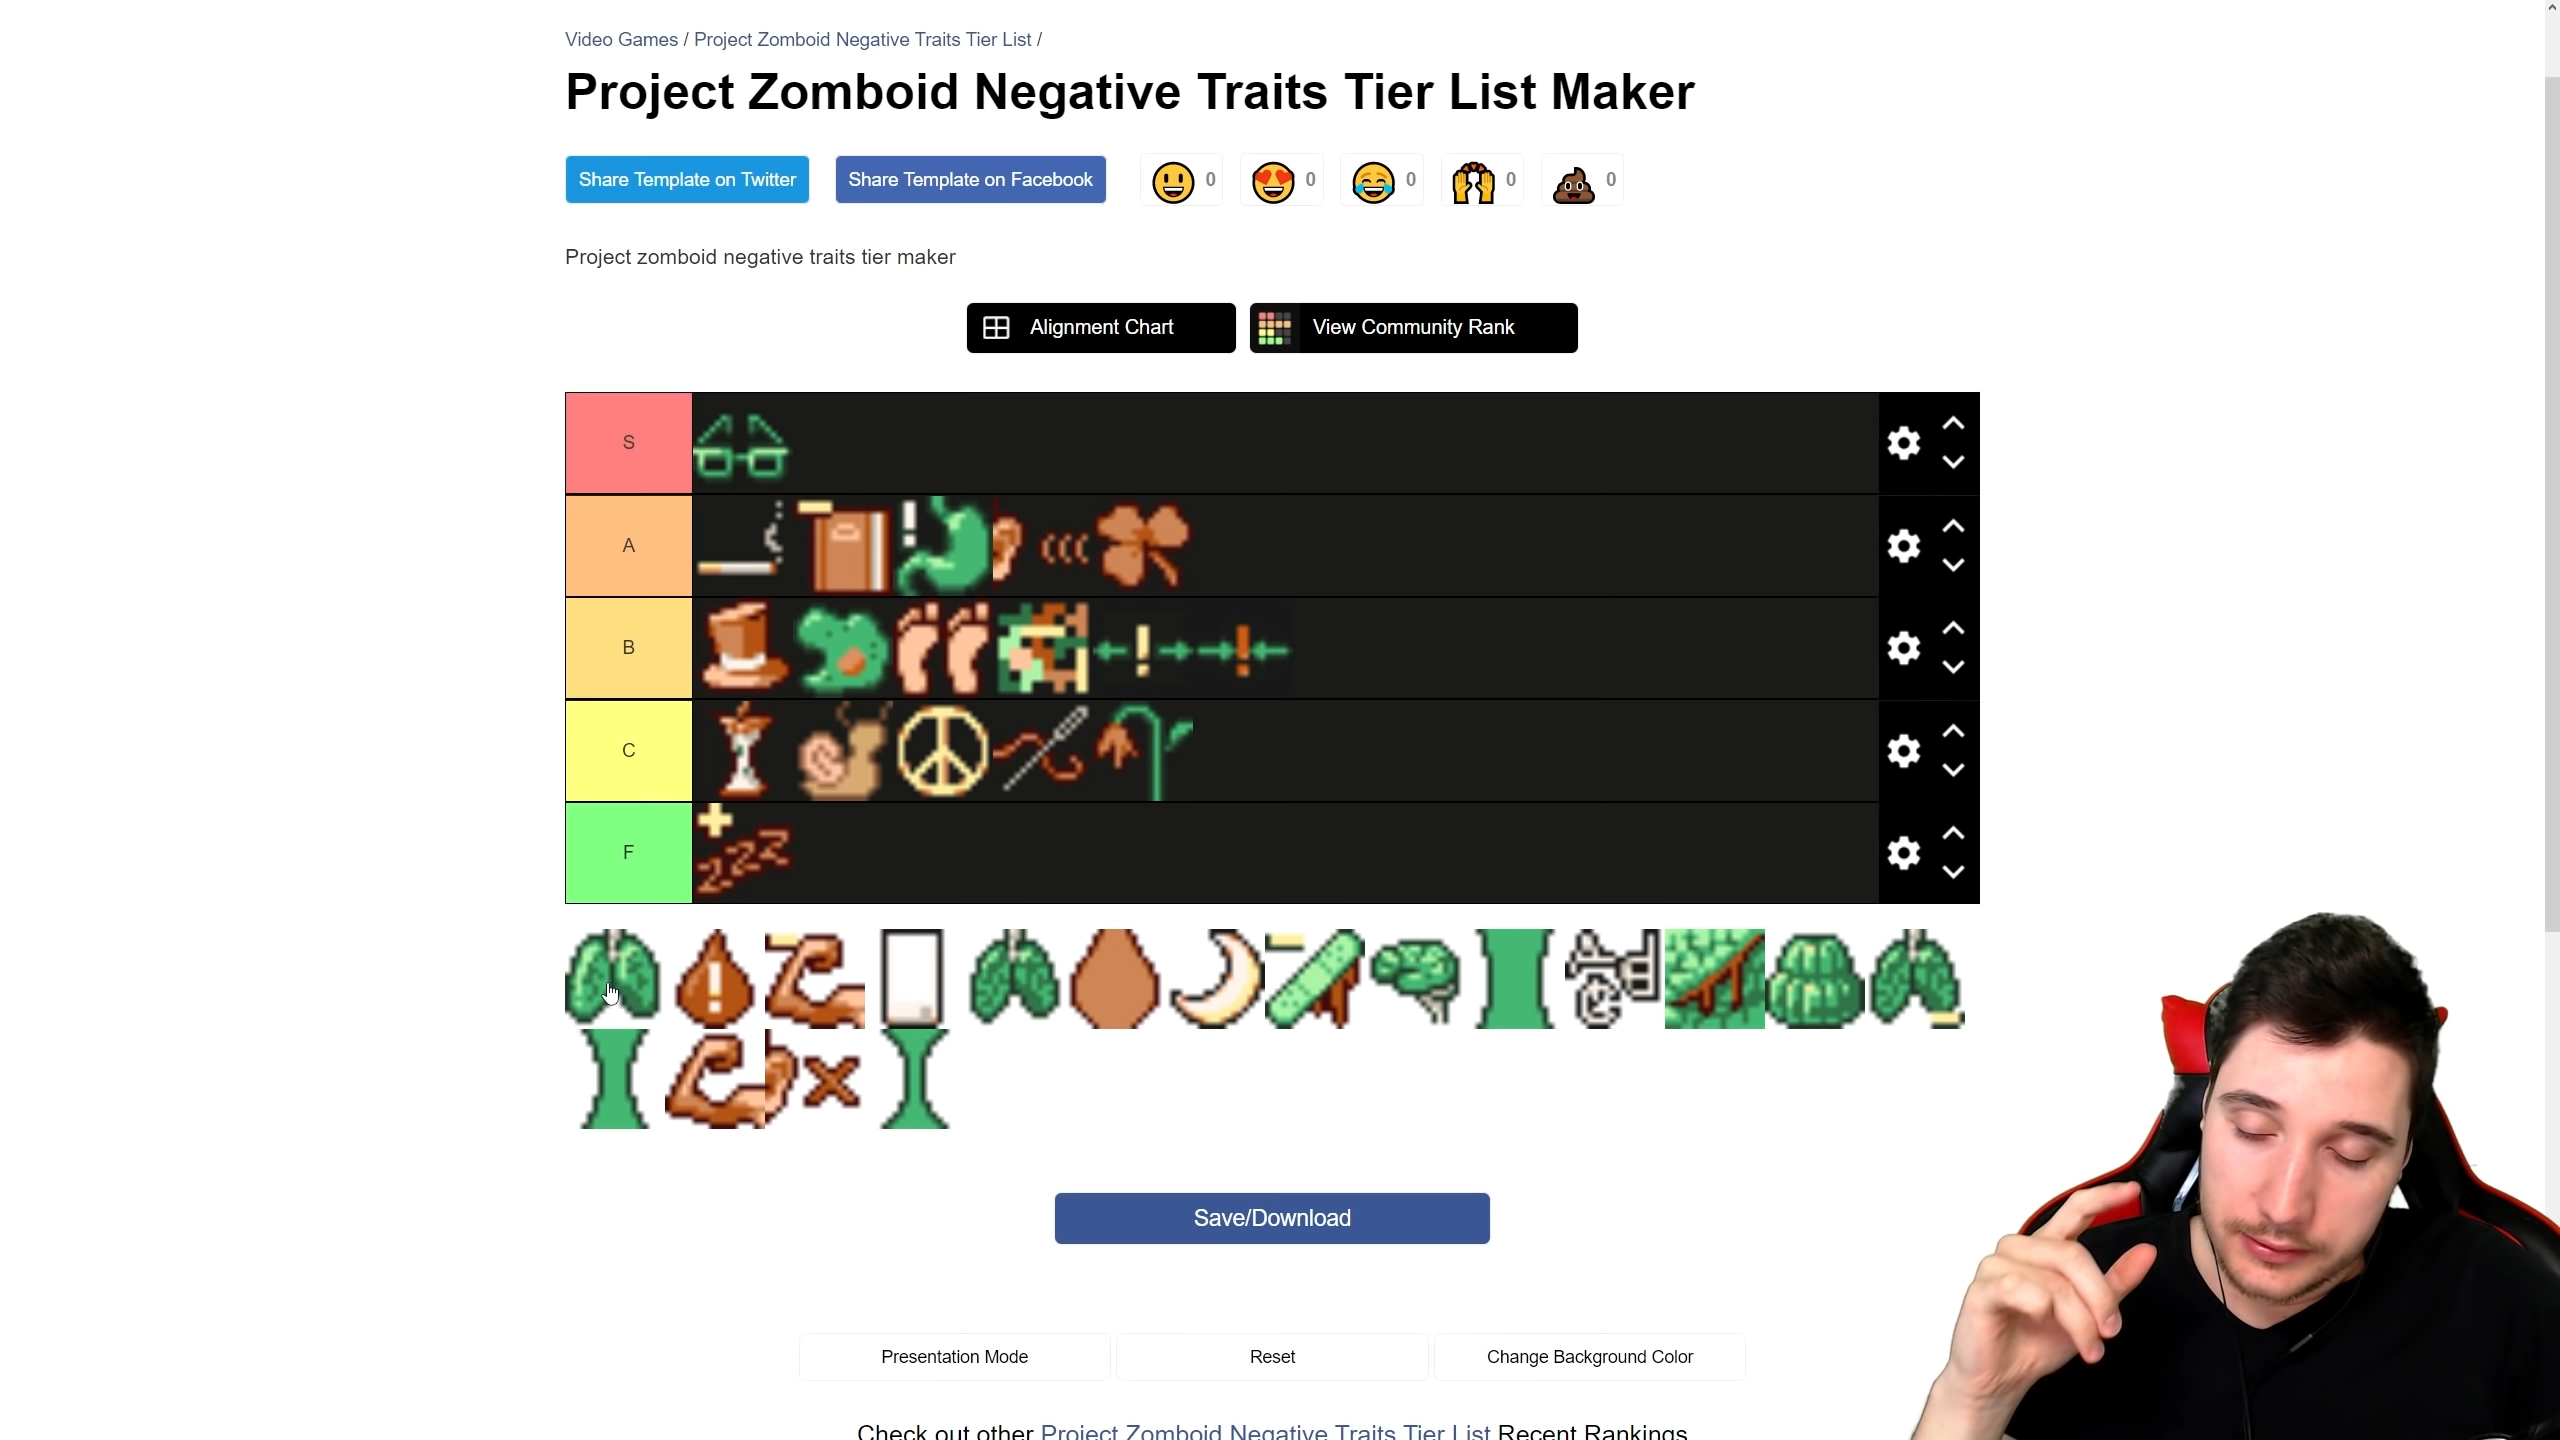 Video Games / Project Zomboid Negative Traits Tier List /
Project Zomboid Negative Traits Tier List Maker
Share Template on Twitter
Share Template on Facebook
0
0
0
0
0
Project zomboid negative traits tier maker
Alignment Chart
View Community Rank
S
A
B
C
F
Save/Download
Presentation Mode
Reset
Change Background Color
Check out other Project Zomboid Negative Traits Tier List Recent Rankings